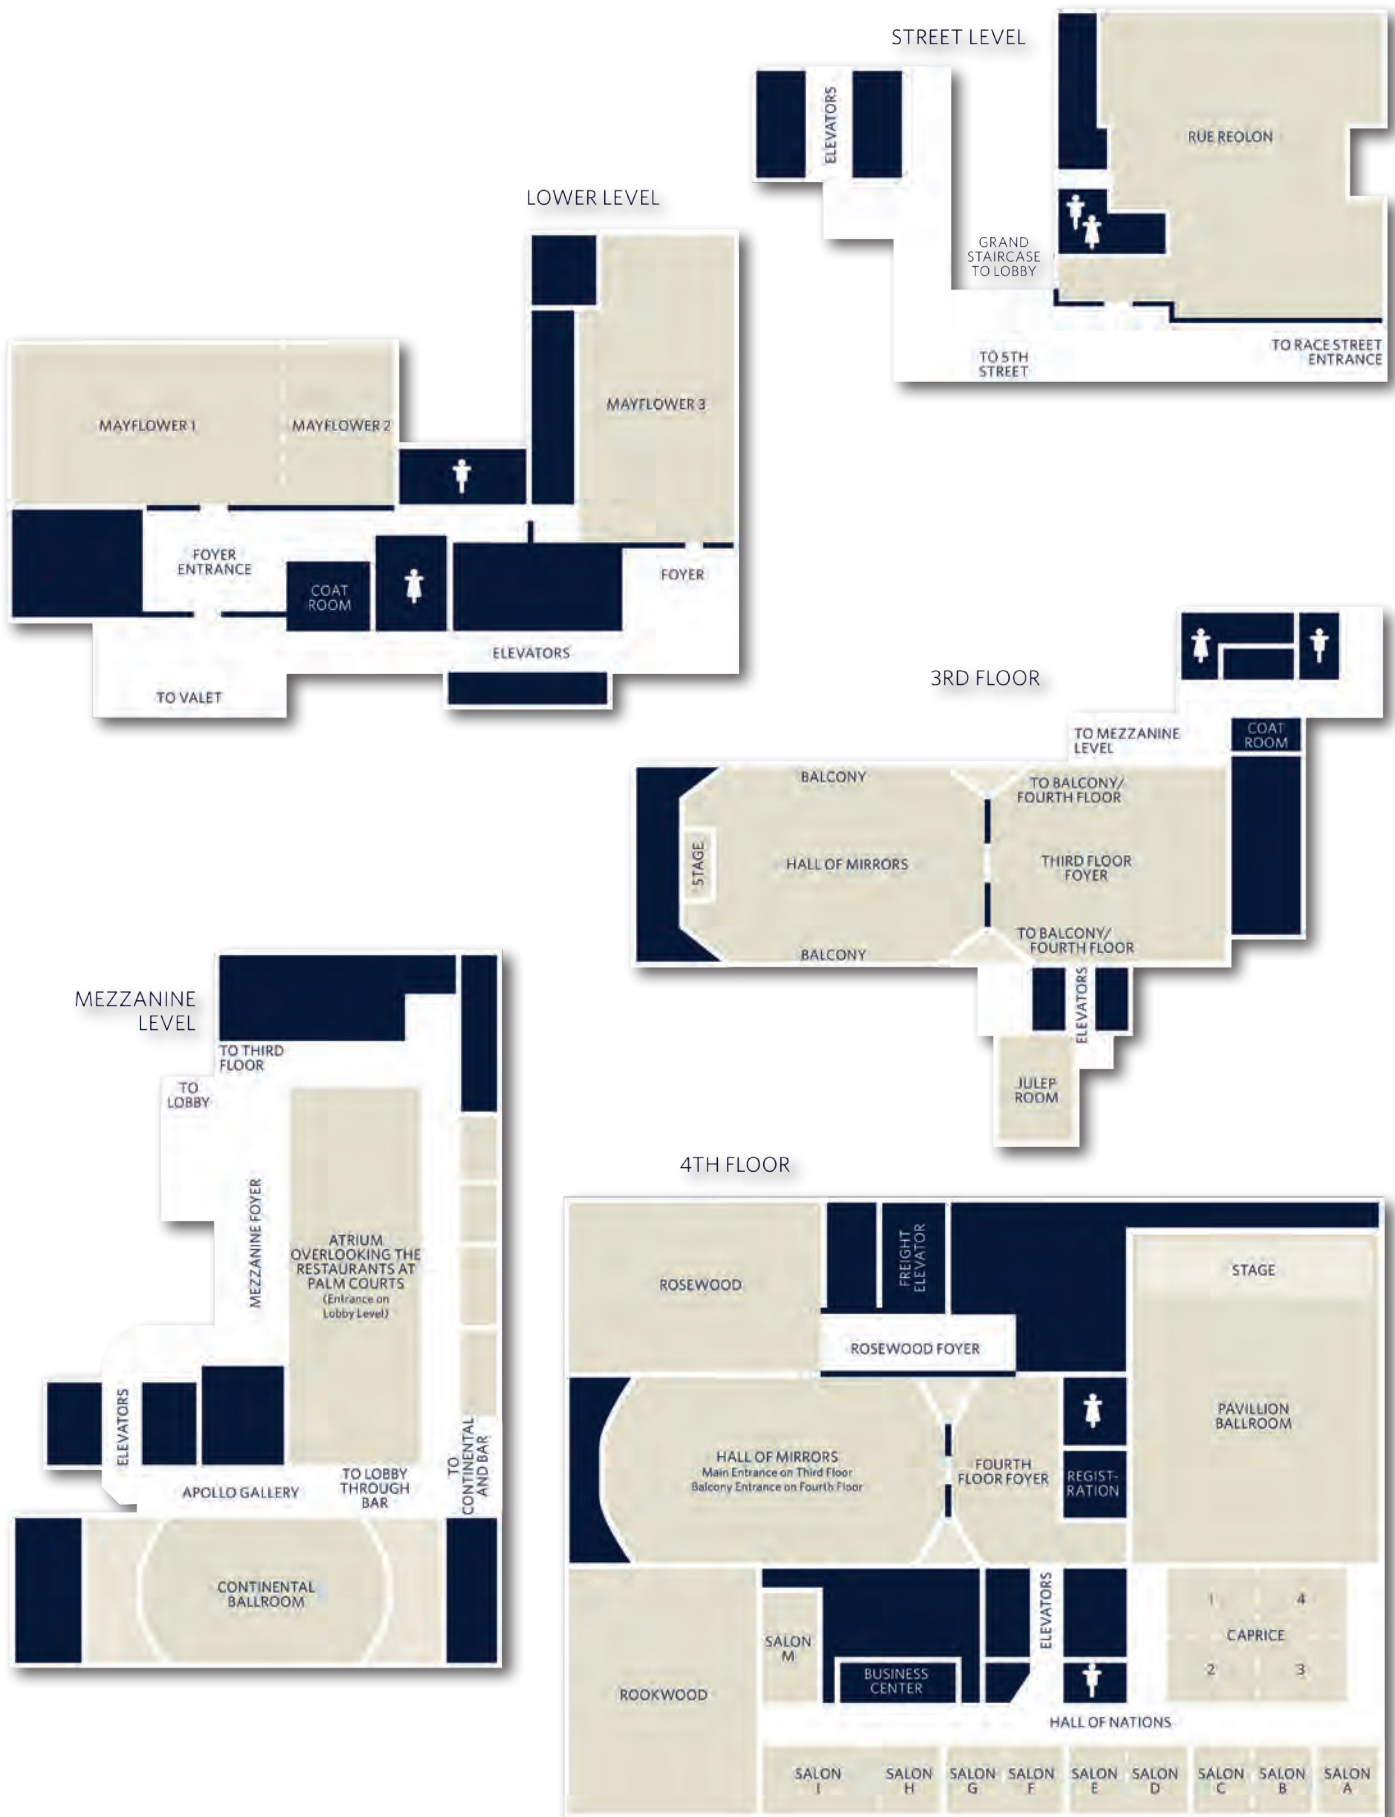 STREET LEVEL
ELEVATORS
RUE REOLON
GRAND
STAIRCASE
TO LOBBY
TO 5TH
STREET
TO RACE STREET
ENTRANCE
LOWER LEVEL
MAYFLOWER 1
MAYFLOWER 2
MAYFLOWER 3
FOYER
ENTRANCE
COAT
ROOM
FOYER
ELEVATORS
TO VALET
3RD FLOOR
TO MEZZANINE
LEVEL
COAT
ROOM
BALCONY
TO BALCONY/
FOURTH FLOOR
STAGE
HALL OF MIRRORS
THIRD FLOOR
FOYER
BALCONY
TO BALCONY/
FOURTH FLOOR
ELEVATORS
JULEP
ROOM
MEZZANINE
LEVEL
TO THIRD
FLOOR
TO
LOBBY
MEZZANINE FOYER
ATRIUM
OVERLOOKING THE
RESTAURANTS AT
PALM COURTS
(Entrance on
Lobby Level)
ELEVATORS
APOLLO GALLERY
TO LOBBY
THROUGH
BAR
TO
CONTINENTAL
AND BAR
CONTINENTAL
BALLROOM
4TH FLOOR
ROSEWOOD
FREIGHT
ELEVATOR
STAGE
ROSEWOOD FOYER
PAVILLION
BALLROOM
HALL OF MIRRORS
Main Entrance on Third Floor
Balcony Entrance on Fourth Floor
FOURTH
FLOOR FOYER
REGIST-
RATION
ELEVATORS
SALON
M
BUSINESS
CENTER
ROOKWOOD
1
4
CAPRICE
2
3
HALL OF NATIONS
SALON
I
SALON
H
SALON
G
SALON
F
SALON
E
SALON
D
SALON
C
SALON
B
SALON
A